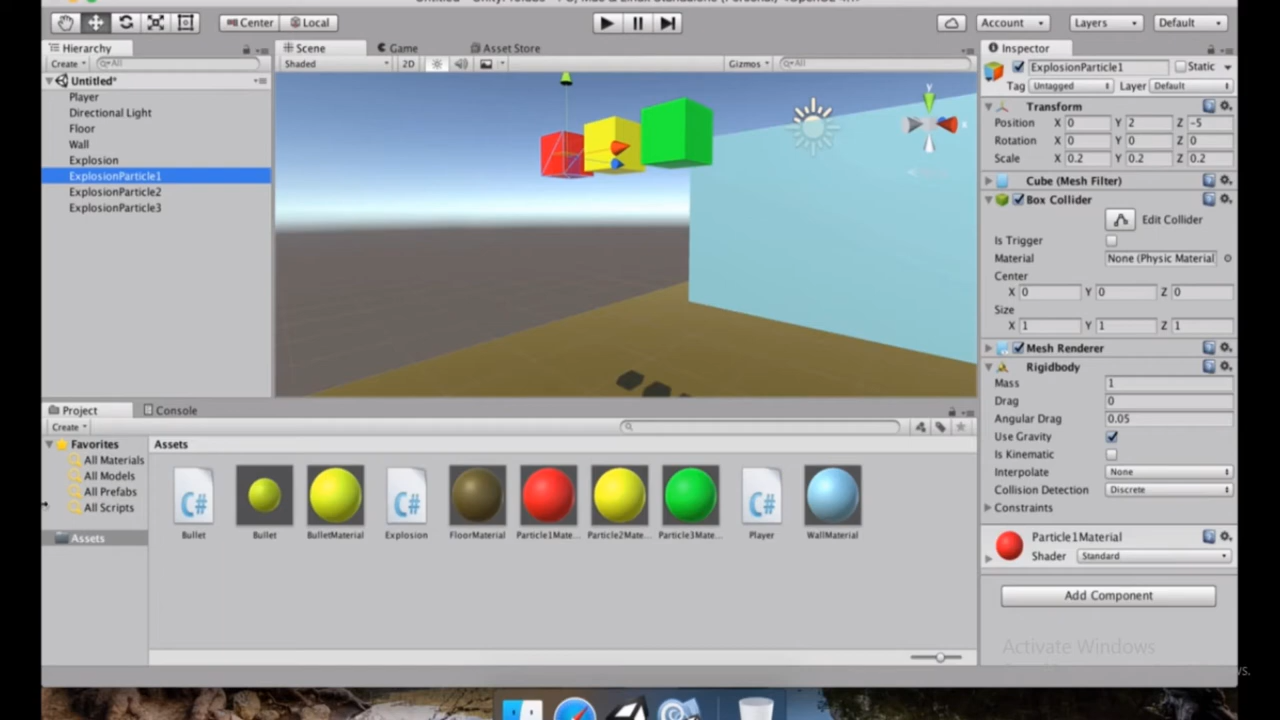 Center Local Account Layers Default
Hierarchy Scene Game Asset Store Inspector
Create All Shaded 2D Gizmos All
Untitled*
Player
Directional Light
Floor
Wall
Explosion
ExplosionParticle1
ExplosionParticle2
ExplosionParticle3
y
x
ExplosionParticle1 Static
Tag Untagged Layer Default
Transform
Position X 0 Y 2 Z -5
Rotation X 0 Y 0 Z 0
Scale X 0.2 Y 0.2 Z 0.2
Cube (Mesh Filter)
Box Collider
Edit Collider
Is Trigger
Material None (Physic Material
Center
X 0 Y 0 Z 0
Size
X 1 Y 1 Z 1
Mesh Renderer
Rigidbody
Mass 1
Drag 0
Angular Drag 0.05
Use Gravity
Is Kinematic
Interpolate None
Collision Detection Discrete
Constraints
Particle1Material
Shader Standard
Add Component
Activate Windows
ws.
Project Console
Create
Favorites
All Materials
All Models
All Prefabs
All Scripts
Assets
Assets
C# C# C#
Bullet Bullet BulletMaterial Explosion FloorMaterial Particle1Mate... Particle2Mate... Particle3Mate... Player WallMaterial